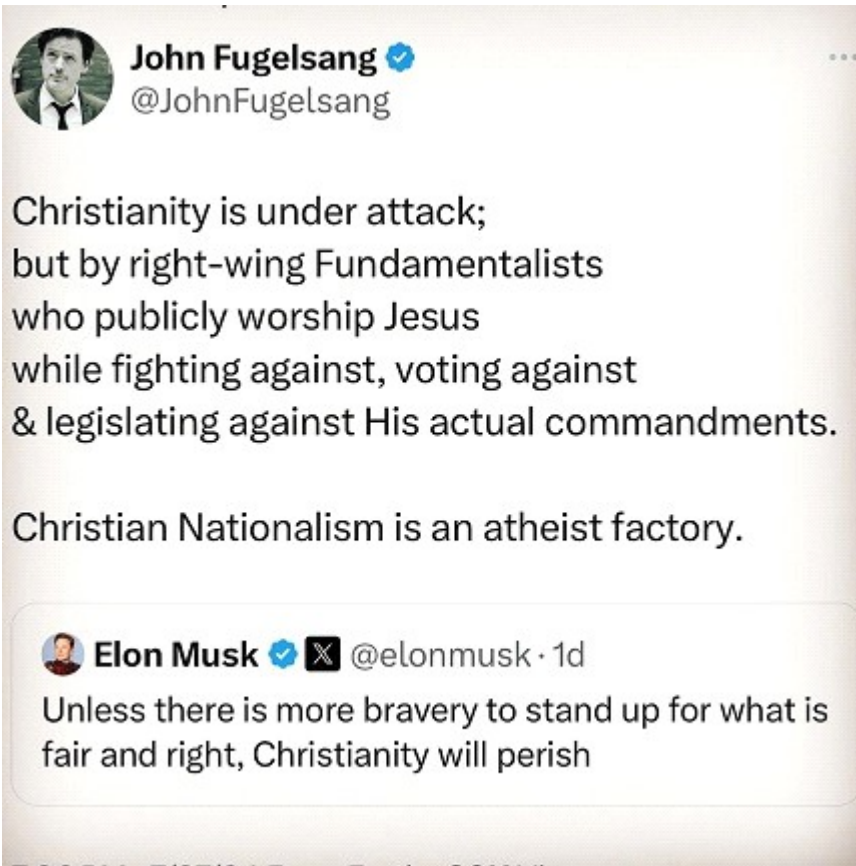 John Fugelsang
@JohnFugelsang
Christianity is under attack;
but by right-wing Fundamentalists
who publicly worship Jesus
while fighting against, voting against
& legislating against His actual commandments.
Christian Nationalism is an atheist factory.
Elon Musk X @elonmusk · 1d
Unless there is more bravery to stand up for what is
fair and right, Christianity will perish